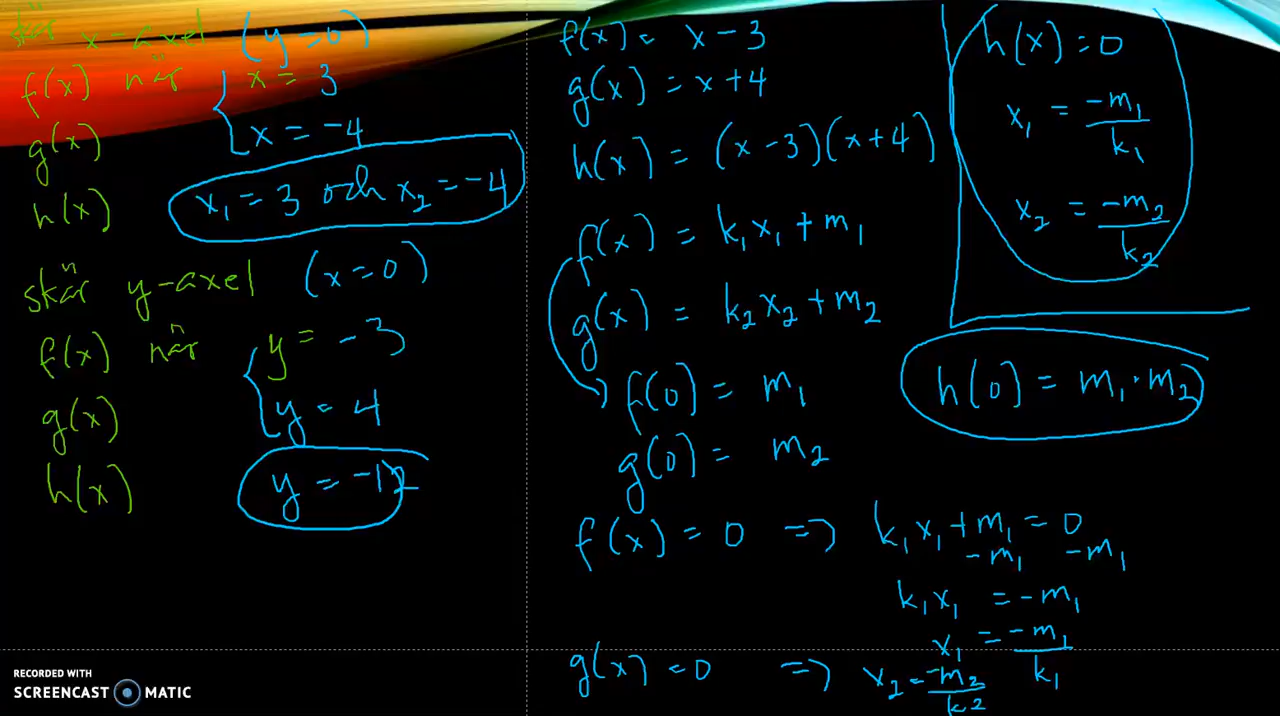 skär x-axel (y=0)
f(x) när x = 3
g(x) x = -4
h(x) x₁ = 3 och x₂ = -4
skär y-axel (x=0)
f(x) när y = -3
g(x) y = 4
h(x) y = -12
f(x) = x-3
g(x) = x+4
h(x) = (x-3)(x+4)
f(x) = k₁x₁+m₁
g(x) = k₂x₂+m₂
f(0) = m₁
g(0) = m₂
f(x) = 0 => k₁x₁+m₁ = 0
-m₁ -m₁
k₁x₁ = -m₁
x₁ = -m₁/k₁
g(x) = 0 => x₂ = -m₂/k₂
h(x) = 0
x₁ = -m₁/k₁
x₂ = -m₂/k₂
h(0) = m₁·m₂
RECORDED WITH
SCREENCAST MATIC